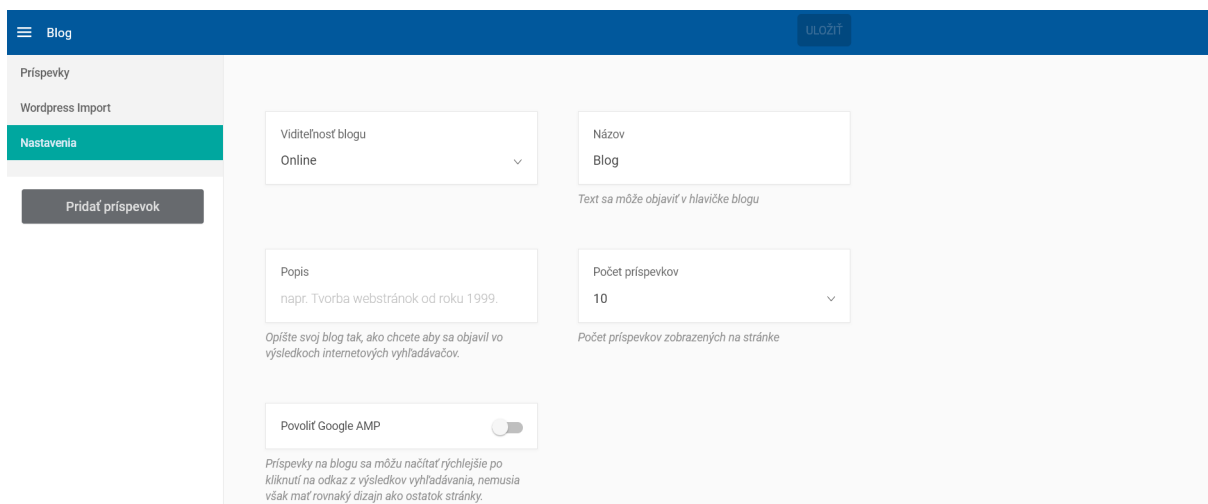 Blog
ULOŽIŤ
Príspevky
Wordpress Import
Nastavenia
Pridať príspevok
Viditeľnosť blogu
Online
Názov
Blog
Text sa môže objaviť v hlavičke blogu
Popis
napr. Tvorba webstránok od roku 1999.
Opíšte svoj blog tak, ako chcete aby sa objavil vo
výsledkoch internetových vyhľadávačov.
Počet príspevkov
10
Počet príspevkov zobrazených na stránke
Povoliť Google AMP
Príspevky na blogu sa môžu načítať rýchlejšie po
kliknutí na odkaz z výsledkov vyhľadávania, nemusia
však mať rovnaký dizajn ako ostatok stránky.